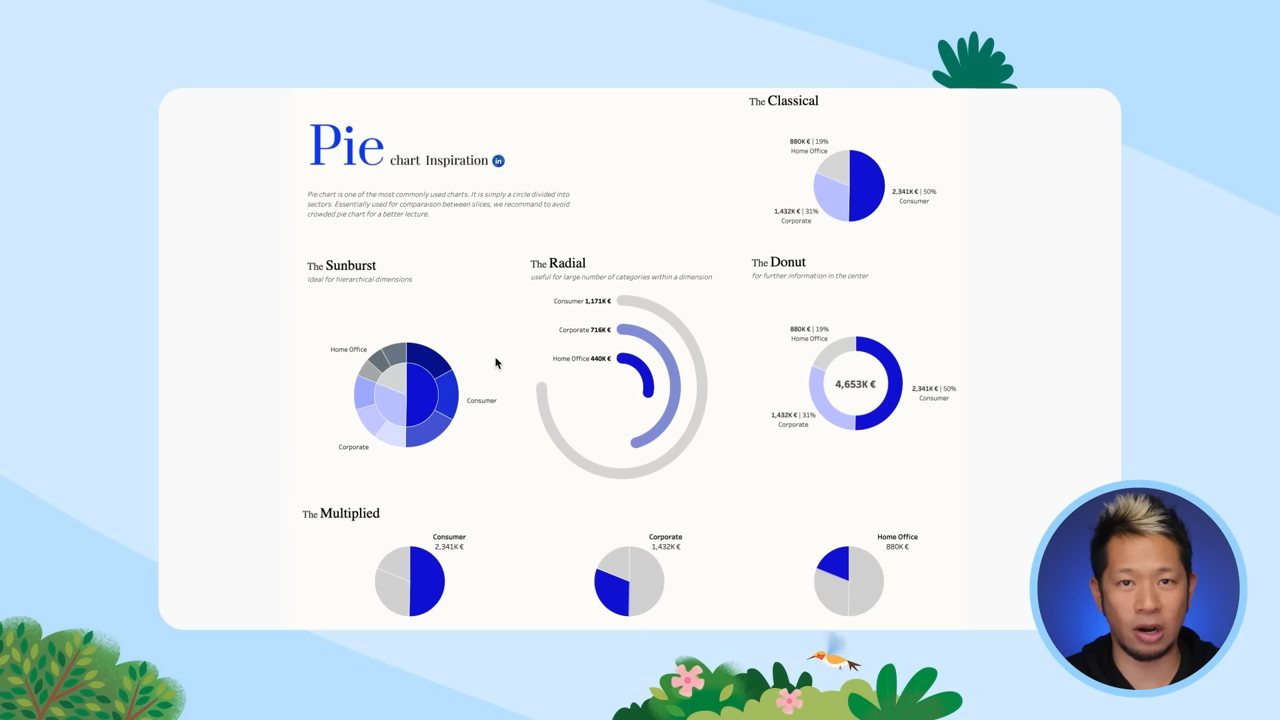 The Classical
Pie chart Inspiration in
880K € | 19%
Home Office
2,341K € | 50%
Consumer
1,432K € | 31%
Corporate
Pie chart is one of the most commonly used charts. It is simply a circle divided into
sectors. Essentially used for comparaison between slices, we recommand to avoid
crowded pie chart for a better lecture.
The Sunburst
Ideal for hierarchical dimensions
Home Office
Consumer
Corporate
The Radial
useful for large number of categories within a dimension
Consumer 1,171K €
Corporate 716K €
Home Office 440K €
The Donut
for further information in the center
880K € | 19%
Home Office
4,653K €
2,341K € | 50%
Consumer
1,432K € | 31%
Corporate
The Multiplied
Consumer
2,341K €
Corporate
1,432K €
Home Office
880K €